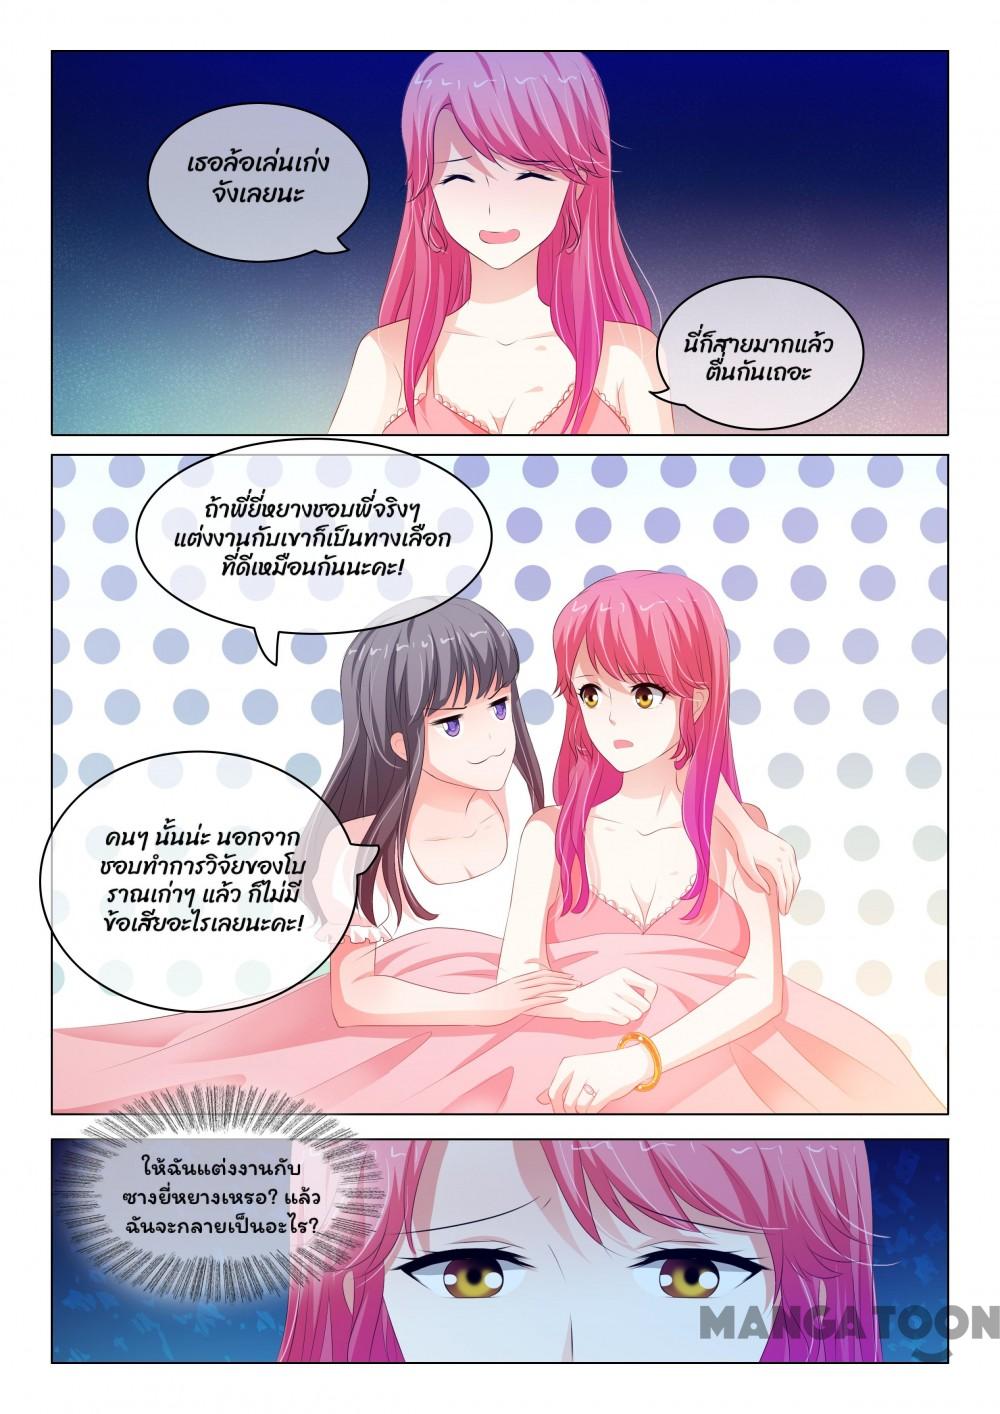 เธอล้อเล่นเก่ง
จังเลยนะ
นี่ก็สายมากแล้ว
ตื่นกันเถอะ
ถ้าพี่ยี่หยางชอบพี่จริงๆ
แต่งงานกับเขาก็เป็นทางเลือก
ที่ดีเหมือนกันนะคะ!
คนๆ นั้นน่ะ นอกจาก
ชอบทำการวิจัยของโบ
ราณเก่าๆ แล้ว ก็ไม่มี
ข้อเสียอะไรเลยนะคะ!
ให้ฉันแต่งงานกับ
ซางยี่หยางเหรอ? แล้ว
ฉันจะกลายเป็นอะไร?
MANGATOON